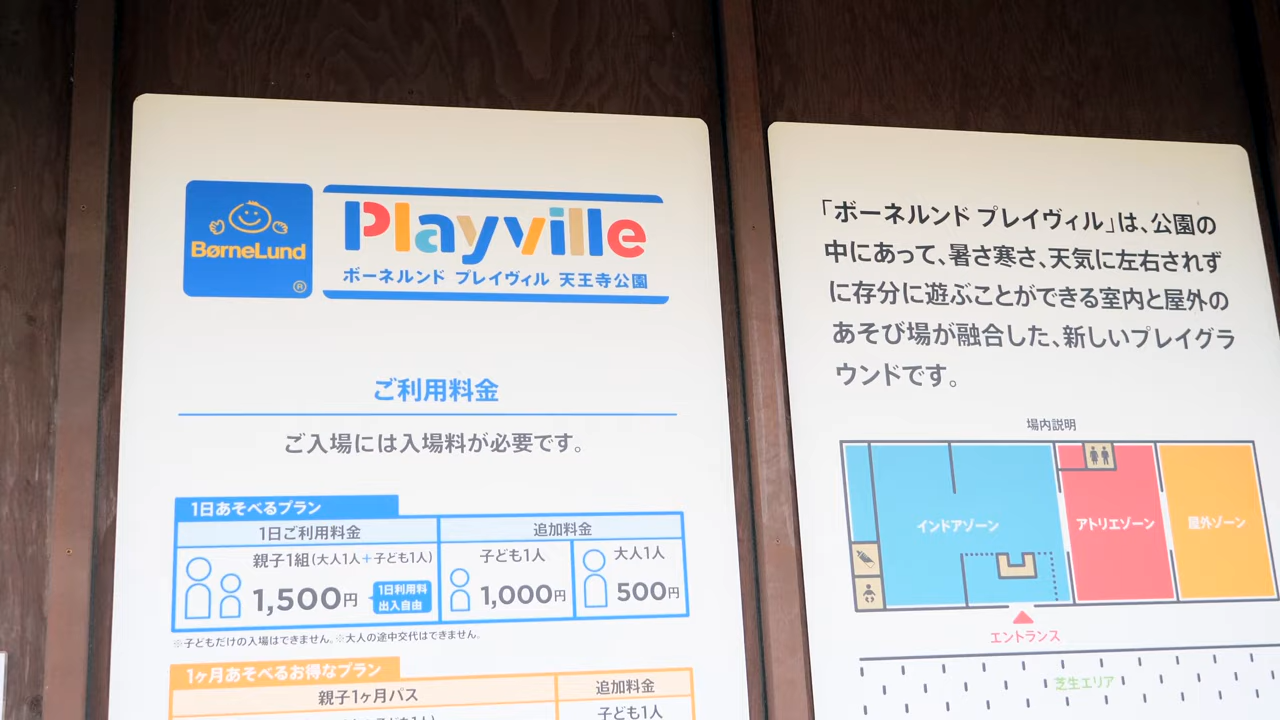 BørneLund
®
Playville
ボーネルンド プレイヴィル 天王寺公園
ご利用料金
ご入場には入場料が必要です。
1日あそべるプラン
1日ご利用料金
追加料金
親子1組(大人1人+子ども1人)
1,500円
1日利用料
出入自由
子ども1人
1,000円
大人1人
500円
※子どもだけの入場はできません。※大人の途中交代はできません。
1ヶ月あそべるお得なプラン
親子1ヶ月パス
追加料金
子ども1人
「ボーネルンド プレイヴィル」は、公園の
中にあって、暑さ寒さ、天気に左右されず
に存分に遊ぶことができる室内と屋外の
あそび場が融合した、新しいプレイグラ
ウンドです。
場内説明
インドアゾーン
アトリエゾーン
屋外ゾーン
エントランス
芝生エリア